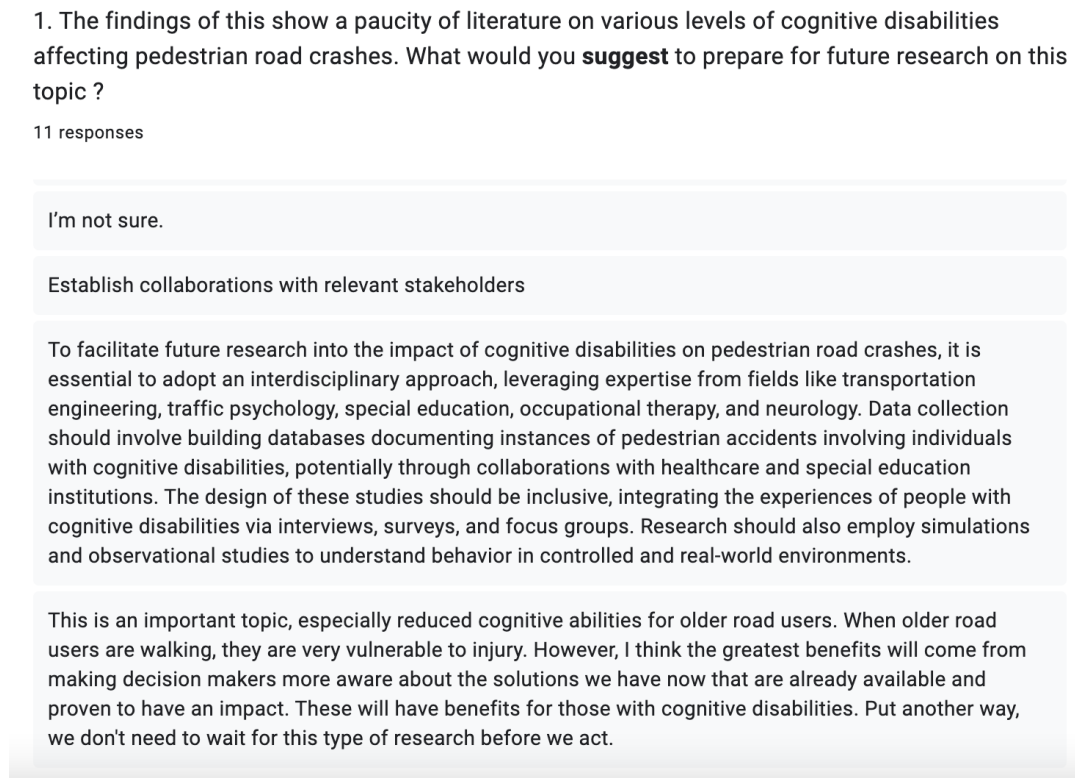 1. The findings of this show a paucity of literature on various levels of cognitive disabilities
affecting pedestrian road crashes. What would you suggest to prepare for future research on this
topic ?
11 responses
I'm not sure.
Establish collaborations with relevant stakeholders
To facilitate future research into the impact of cognitive disabilities on pedestrian road crashes, it is
essential to adopt an interdisciplinary approach, leveraging expertise from fields like transportation
engineering, traffic psychology, special education, occupational therapy, and neurology. Data collection
should involve building databases documenting instances of pedestrian accidents involving individuals
with cognitive disabilities, potentially through collaborations with healthcare and special education
institutions. The design of these studies should be inclusive, integrating the experiences of people with
cognitive disabilities via interviews, surveys, and focus groups. Research should also employ simulations
and observational studies to understand behavior in controlled and real-world environments.
This is an important topic, especially reduced cognitive abilities for older road users. When older road
users are walking, they are very vulnerable to injury. However, I think the greatest benefits will come from
making decision makers more aware about the solutions we have now that are already available and
proven to have an impact. These will have benefits for those with cognitive disabilities. Put another way,
we don't need to wait for this type of research before we act.